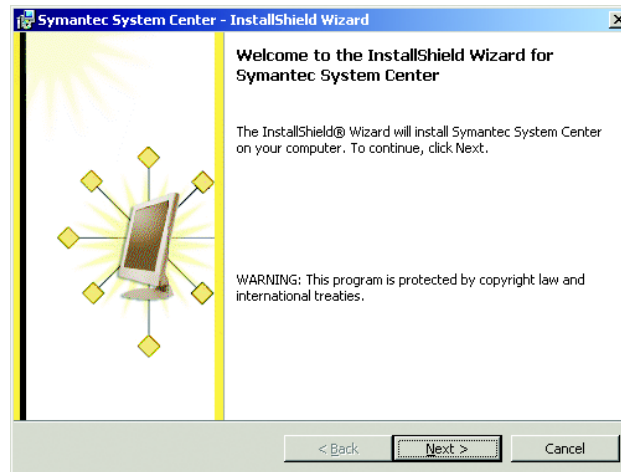 Symantec System Center - InstallShield Wizard
Welcome to the InstallShield Wizard for
Symantec System Center
The InstallShield® Wizard will install Symantec System Center
on your computer. To continue, click Next.
WARNING: This program is protected by copyright law and
international treaties.
< Back
Next >
Cancel